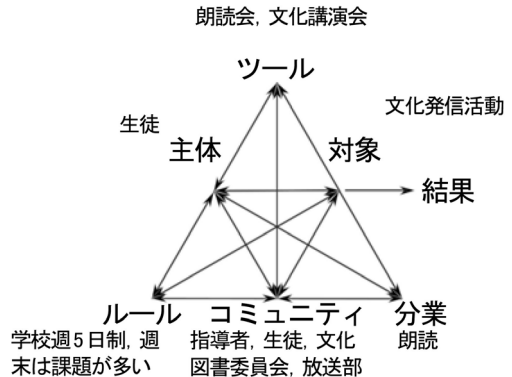 朗読会, 文化講演会
ツール
文化発信活動
生徒
主体
対象
結果
ルール
コミュニティ
分業
学校週5日制, 週
末は課題が多い
指導者, 生徒, 文化
図書委員会, 放送部
朗読